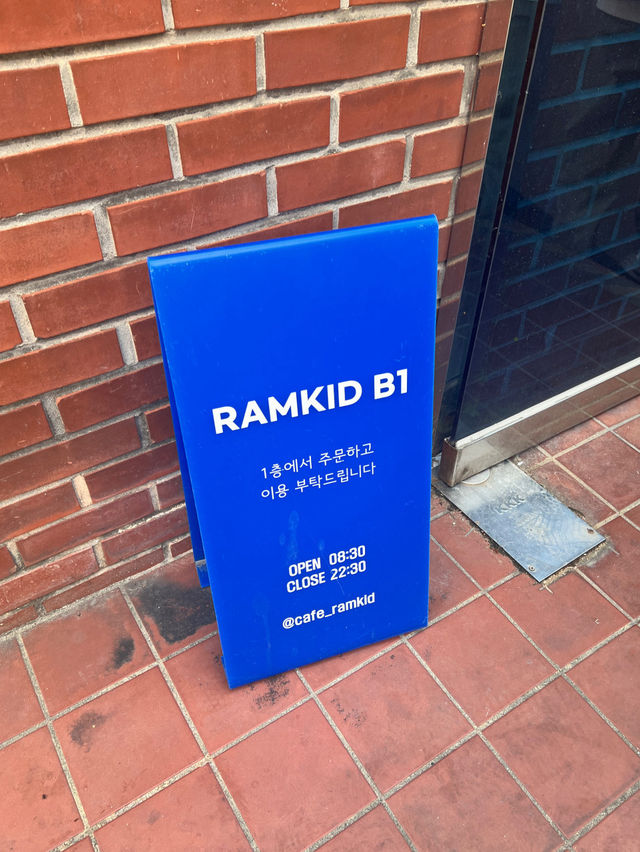 RAMKID B1
1층에서 주문하고
이용 부탁드립니다
OPEN 08:30
CLOSE 22:30
@cafe_ramkid